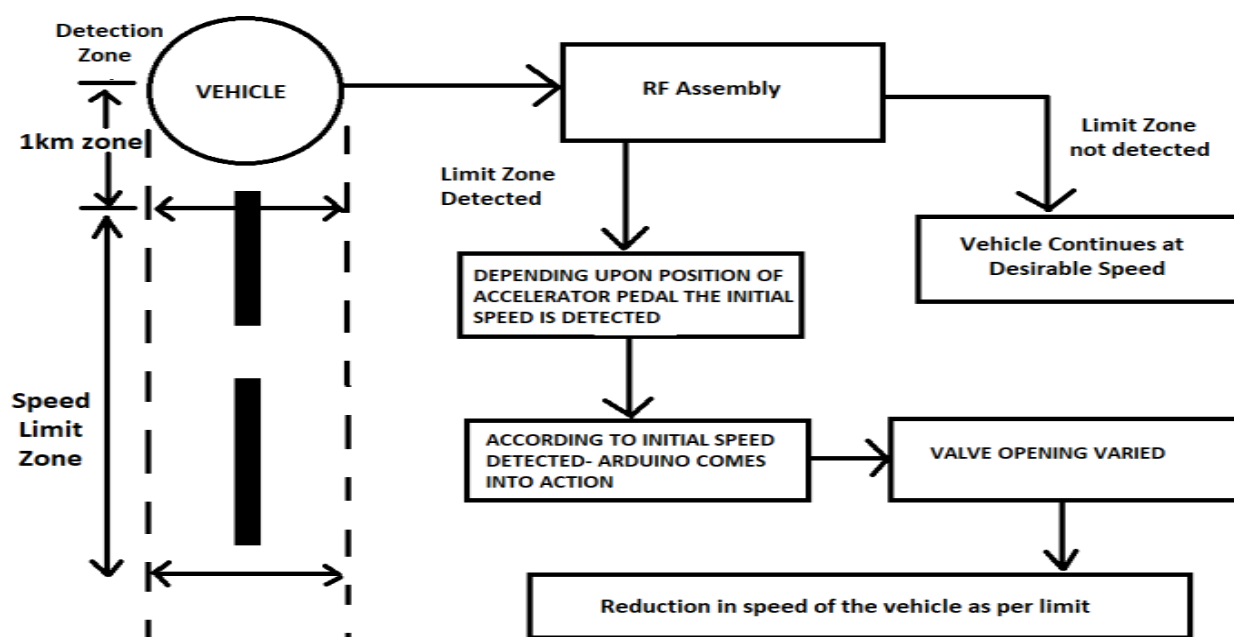 Detection
Zone
VEHICLE
1km zone
Speed
Limit
Zone
RF Assembly
Limit Zone
not detected
Limit Zone
Detected
Vehicle Continues at
Desirable Speed
DEPENDING UPON POSITION OF
ACCELERATOR PEDAL THE INITIAL
SPEED IS DETECTED
ACCORDING TO INITIAL SPEED
DETECTED- ARDUINO COMES
INTO ACTION
VALVE OPENING VARIED
Reduction in speed of the vehicle as per limit